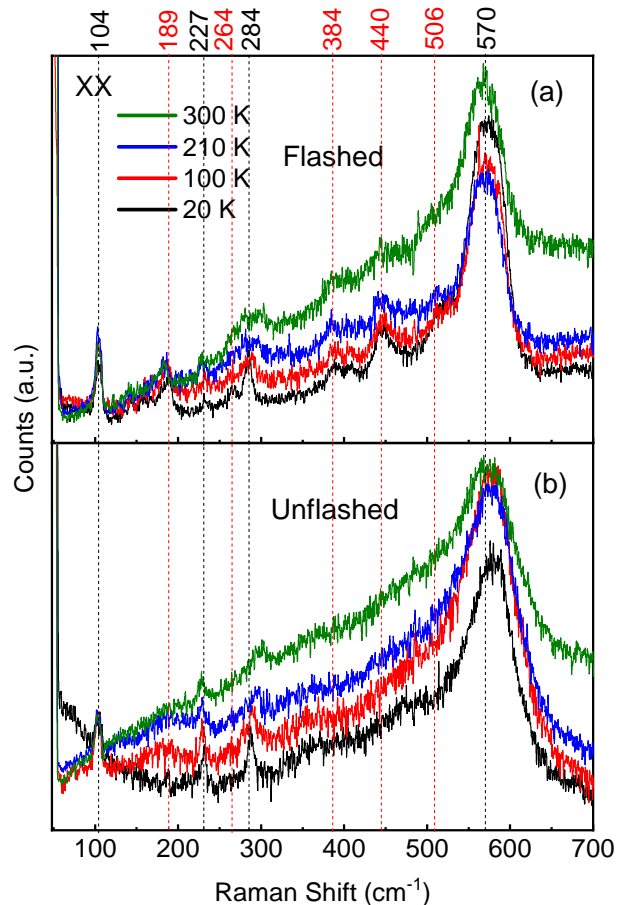 104 189 227 264 284 384 440 506 570
XX
(a)
300 K
210 K
Flashed
100 K
20 K
Counts (a.u.)
(b)
Unflashed
100 200 300 400 500 600 700
Raman Shift (cm⁻¹)